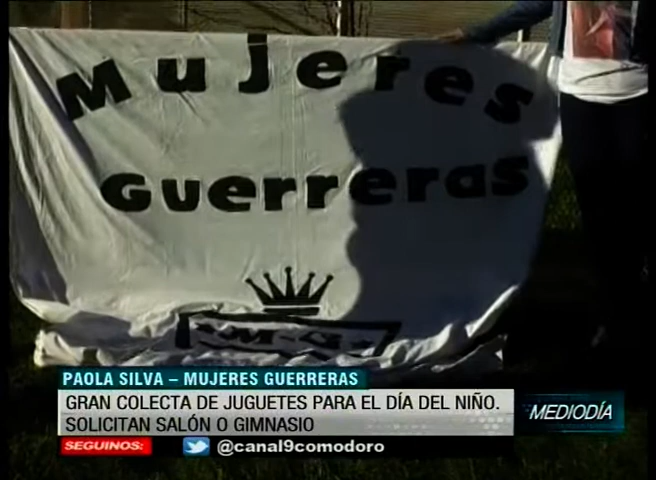 Mujeres
Guerreras
PAOLA SILVA – MUJERES GUERRERAS
GRAN COLECTA DE JUGUETES PARA EL DÍA DEL NIÑO.
SOLICITAN SALÓN O GIMNASIO
MEDIODÍA
SEGUINOS: @canal9comodoro